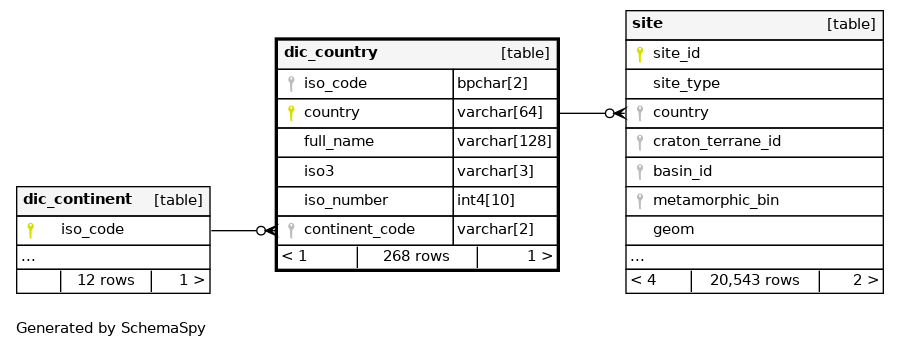 dic_continent [table]
iso_code
...
12 rows 1 >
dic_country [table]
iso_code bpchar[2]
country varchar[64]
full_name varchar[128]
iso3 varchar[3]
iso_number int4[10]
continent_code varchar[2]
< 1 268 rows 1 >
site [table]
site_id
site_type
country
craton_terrane_id
basin_id
metamorphic_bin
geom
...
< 4 20,543 rows 2 >
Generated by SchemaSpy